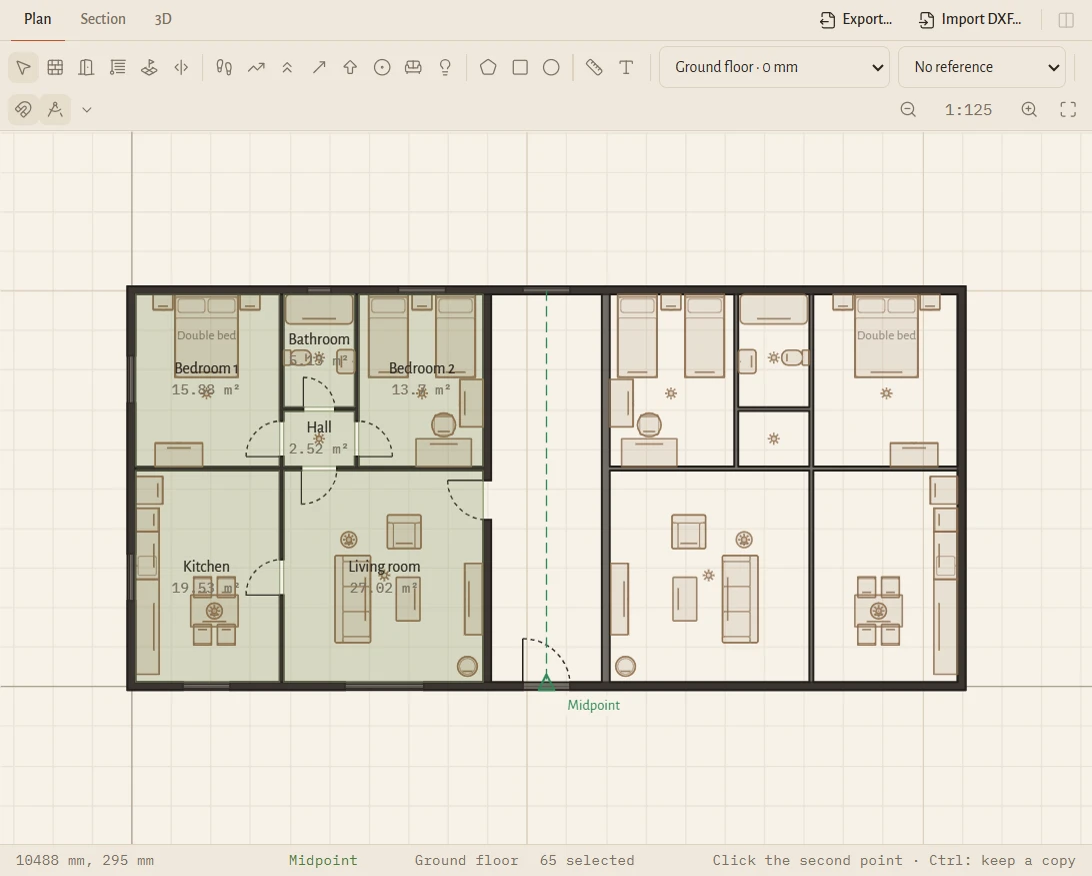 Plan
Section
3D
Export...
Import DXF...
Ground floor · 0 mm
No reference
1:125
Double bed
Bathroom
Bedroom 1
15.88 m²
Bedroom 2
Double bed
Hall
2.52 m²
Kitchen
19.53 m²
Living room
27.02 m²
Midpoint
10488 mm, 295 mm
Midpoint
Ground floor
65 selected
Click the second point · Ctrl: keep a copy